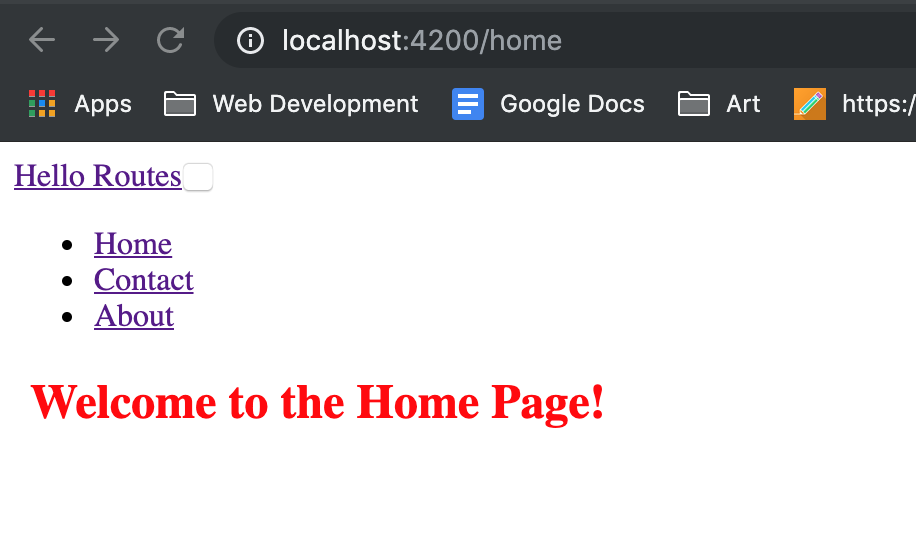 localhost:4200/home
Apps Web Development Google Docs Art https:/
Hello Routes
Home
Contact
About
Welcome to the Home Page!